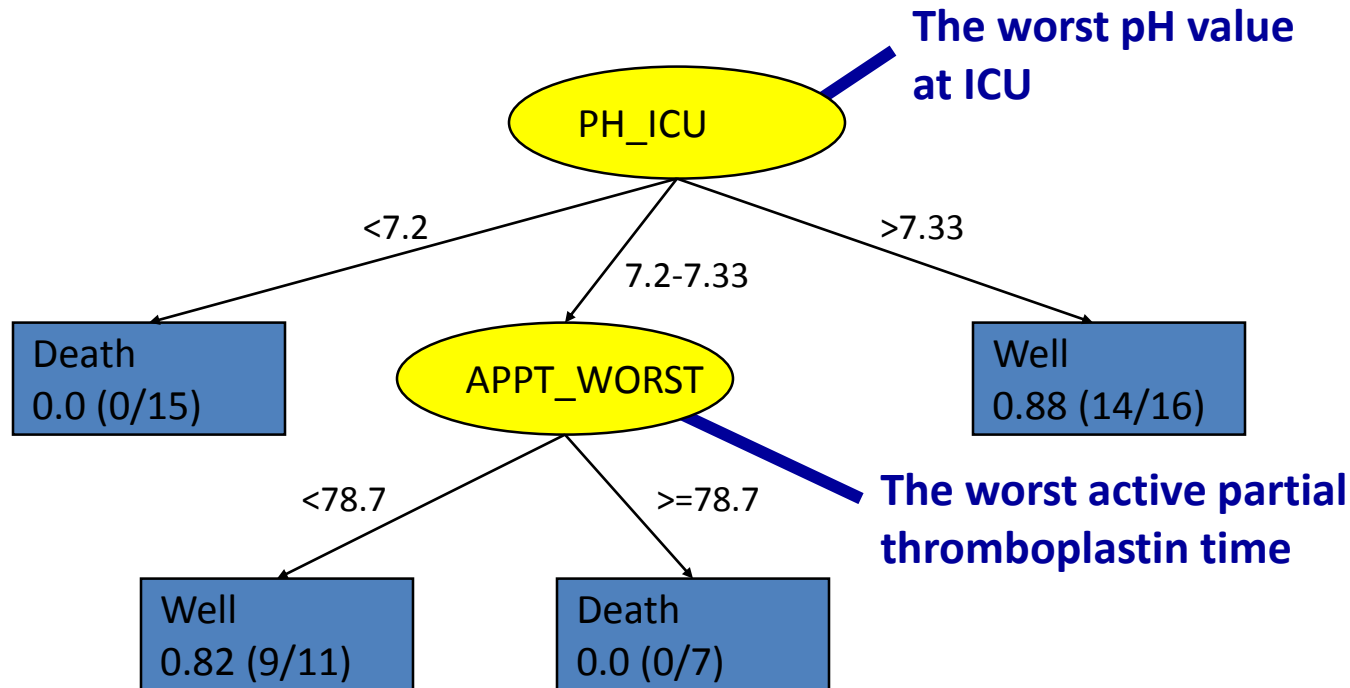 The worst pH value
at ICU
PH_ICU
<7.2
7.2-7.33
>7.33
Death
0.0 (0/15)
APPT_WORST
Well
0.88 (14/16)
<78.7
>=78.7
The worst active partial
thromboplastin time
Well
0.82 (9/11)
Death
0.0 (0/7)